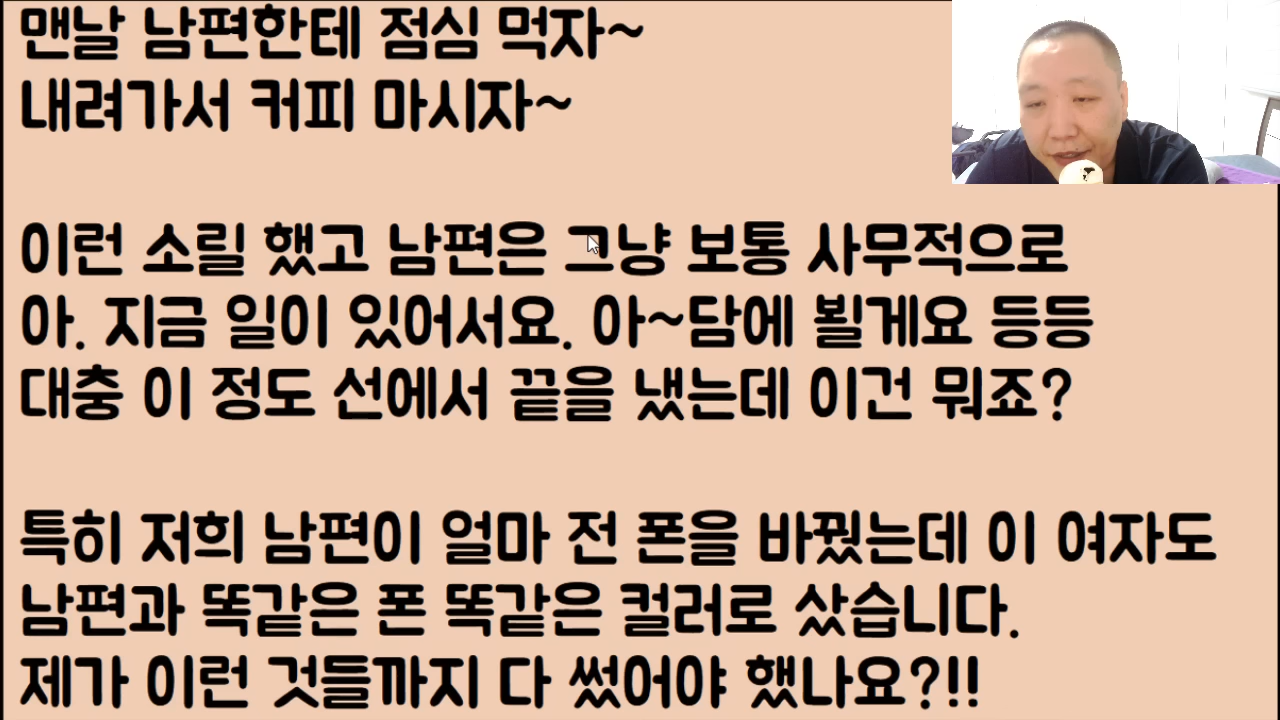 맨날 남편한테 점심 먹자~
내려가서 커피 마시자~
이런 소릴 했고 남편은 그냥 보통 사무적으로
아. 지금 일이 있어서요. 아~담에 뵐게요 등등
대충 이 정도 선에서 끝을 냈는데 이건 뭐죠?
특히 저희 남편이 얼마 전 폰을 바꿨는데 이 여자도
남편과 똑같은 폰 똑같은 컬러로 샀습니다.
제가 이런 것들까지 다 썼어야 했나요?!!